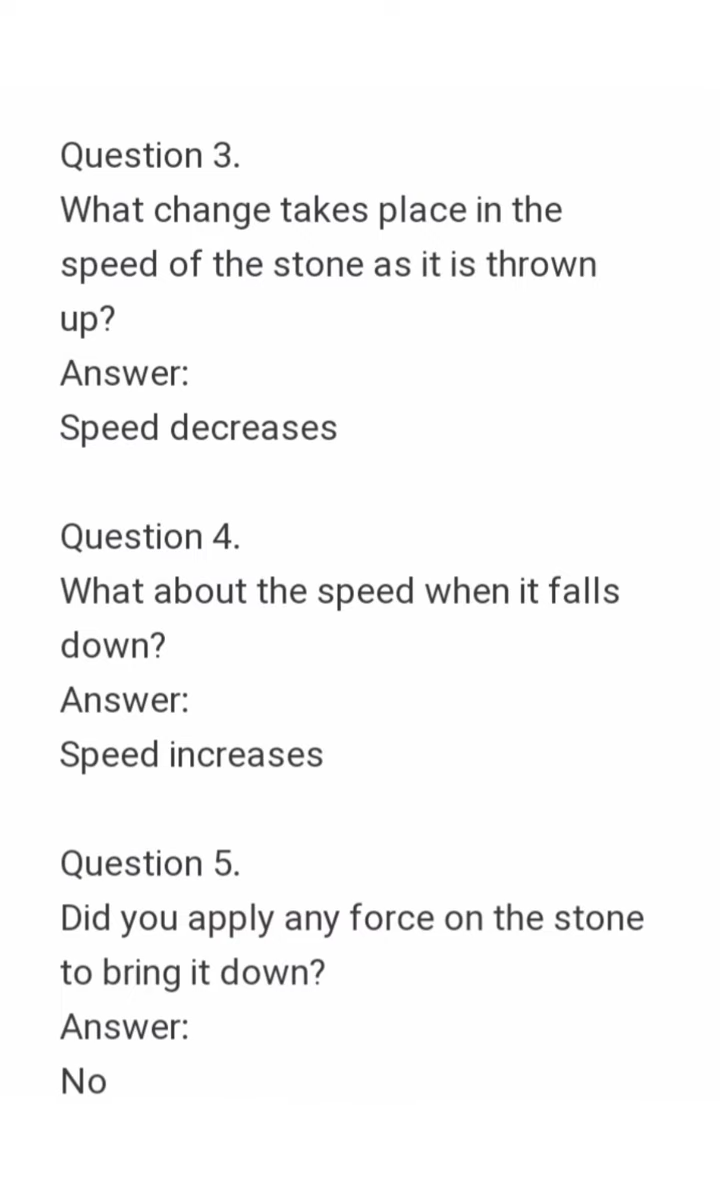 Question 3.
What change takes place in the
speed of the stone as it is thrown
up?
Answer:
Speed decreases
Question 4.
What about the speed when it falls
down?
Answer:
Speed increases
Question 5.
Did you apply any force on the stone
to bring it down?
Answer:
No